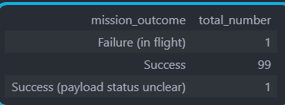 mission_outcome total_number
Failure (in flight) 1
Success 99
Success (payload status unclear) 1